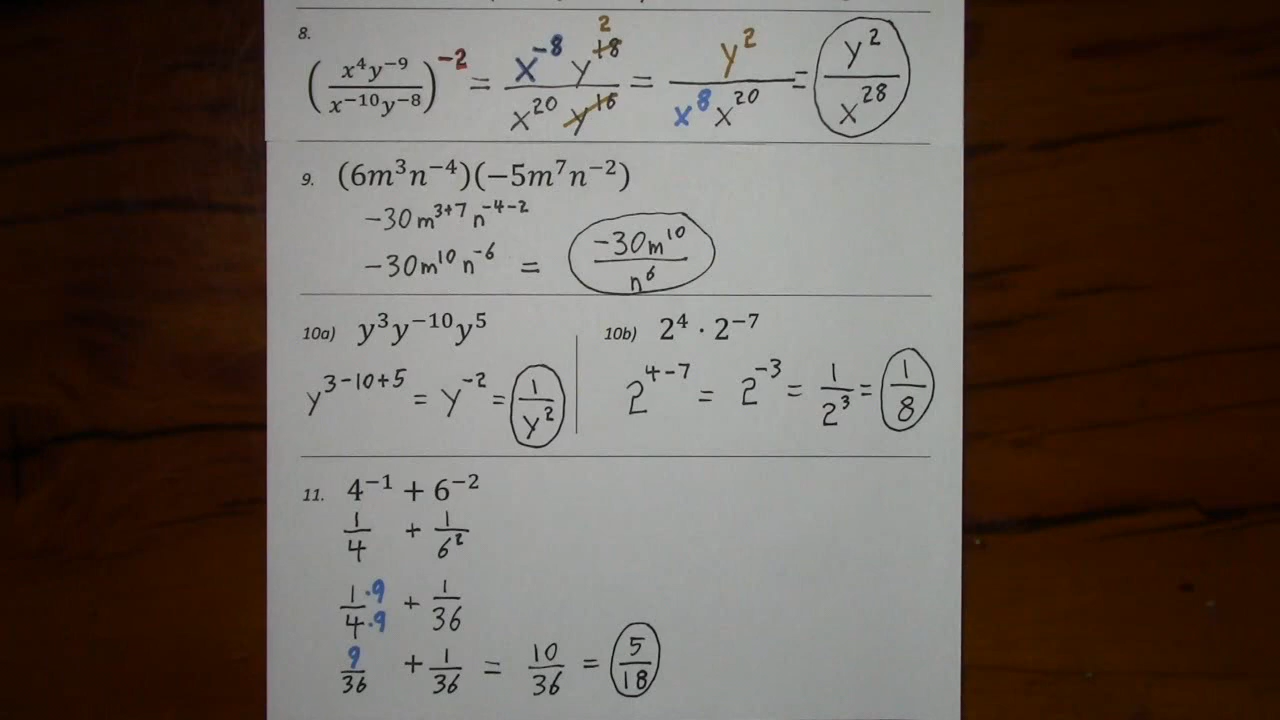 8.
(x⁴y⁻⁹ / x⁻¹⁰y⁻⁸)⁻² = x⁻⁸ y¹⁸ ² / x²⁰ y¹⁶ = y² / x⁸ x²⁰ = y² / x²⁸
9. (6m³n⁻⁴)(−5m⁷n⁻²)
−30m³⁺⁷ n⁻⁴⁻²
−30m¹⁰n⁻⁶ = −30m¹⁰ / n⁶
10a) y³y⁻¹⁰y⁵
y³⁻¹⁰⁺⁵ = y⁻² = 1 / y²
10b) 2⁴ · 2⁻⁷
2⁴⁻⁷ = 2⁻³ = 1 / 2³ = 1 / 8
11. 4⁻¹ + 6⁻²
1 / 4 + 1 / 6²
1 · 9 / 4 · 9 + 1 / 36
9 / 36 + 1 / 36 = 10 / 36 = 5 / 18